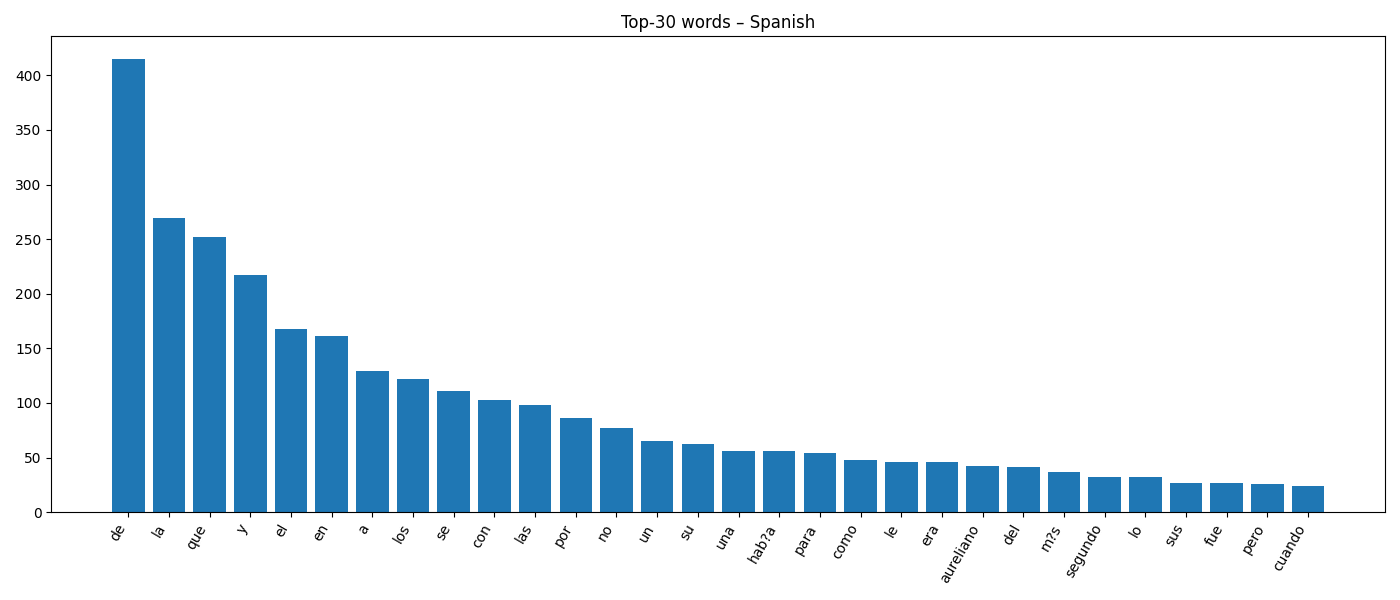 Top-30 words – Spanish
400
350
300
250
200
150
100
50
0
de
la
que
y
el
en
a
los
se
con
las
por
no
un
su
una
hab?a
para
como
le
era
aureliano
del
m?s
segundo
lo
sus
fue
pero
cuando